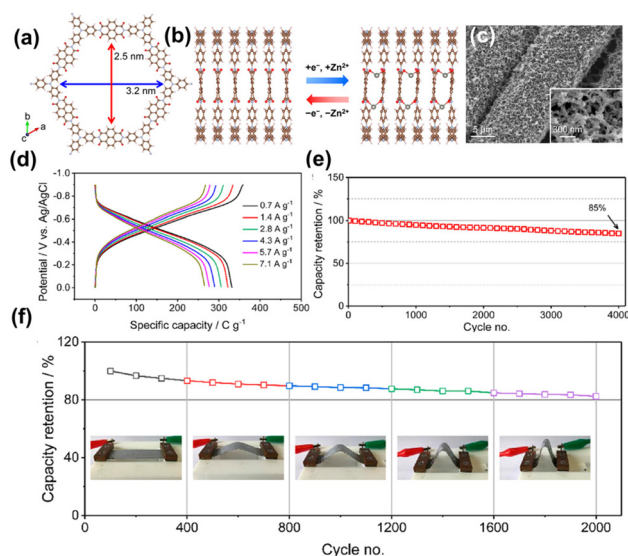 (a)
2.5 nm
3.2 nm
b
a
c
(b)
+e⁻, +Zn²⁺
−e⁻, −Zn²⁺
(c)
5 μm
300 nm
(d)
Potential / V vs. Ag/AgCl
-1.0
-0.8
-0.6
-0.4
-0.2
0.0
0.7 A g⁻¹
1.4 A g⁻¹
2.8 A g⁻¹
4.3 A g⁻¹
5.7 A g⁻¹
7.1 A g⁻¹
0 100 200 300 400 500
Specific capacity / C g⁻¹
(e)
Capacity retention / %
150
100
50
0
85%
0 1000 2000 3000 4000
Cycle no.
(f)
Capacity retention / %
120
80
40
0
0 400 800 1200 1600 2000
Cycle no.